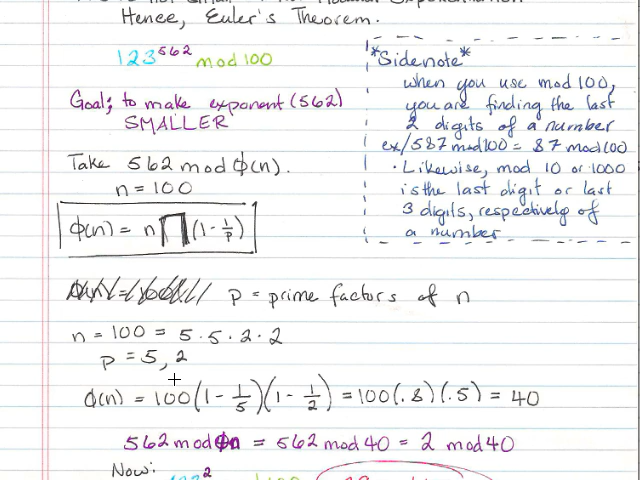 Hence, Euler's Theorem.
123^562 mod 100
Goal; to make exponent (562)
SMALLER
Take 562 mod ϕ(n).
n = 100
ϕ(n) = n∏(1 - 1/p)
*Sidenote*
when you use mod 100,
you are finding the last
2 digits of a number
ex/ 587 mod 100 = 87 mod 100
· Likewise, mod 10 or 1000
is the last digit or last
3 digits, respectively of
a number
p = prime factors of n
n = 100 = 5 · 5 · 2 · 2
p = 5, 2
ϕ(n) = 100(1 - 1/5)(1 - 1/2) = 100(.8)(.5) = 40
562 mod ϕn = 562 mod 40 = 2 mod 40
Now: